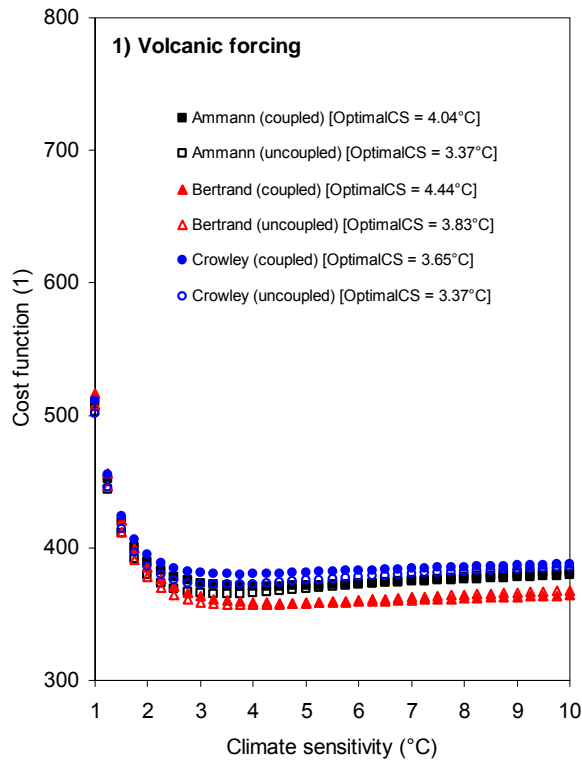 800
1) Volcanic forcing
Ammann (coupled) [OptimalCS = 4.04°C]
Ammann (uncoupled) [OptimalCS = 3.37°C]
Bertrand (coupled) [OptimalCS = 4.44°C]
Bertrand (uncoupled) [OptimalCS = 3.83°C]
Crowley (coupled) [OptimalCS = 3.65°C]
Crowley (uncoupled) [OptimalCS = 3.37°C]
700
600
500
400
300
Cost function (1)
1 2 3 4 5 6 7 8 9 10
Climate sensitivity (°C)